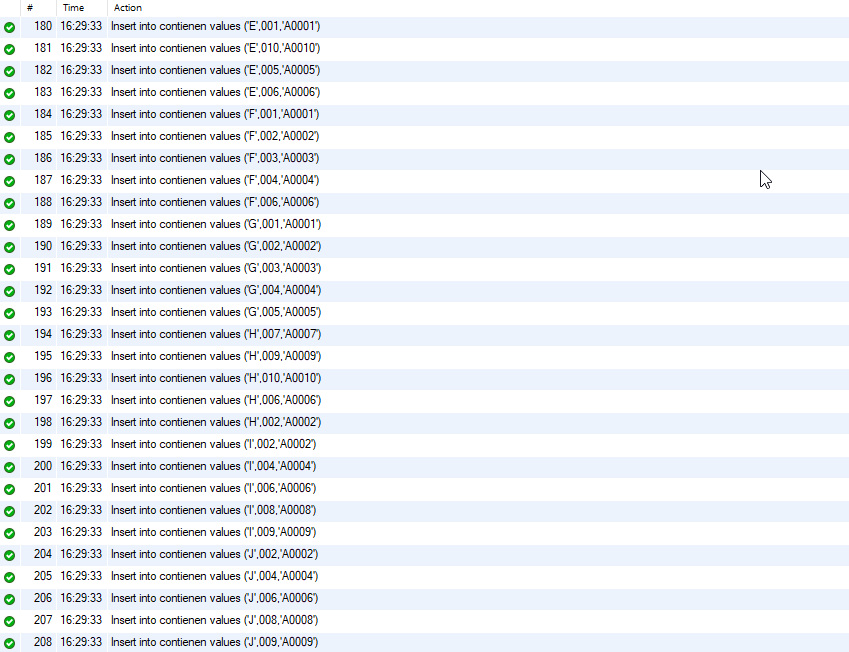 # Time Action
180 16:29:33 Insert into contienen values ('E',001,'A0001')
181 16:29:33 Insert into contienen values ('E',010,'A0010')
182 16:29:33 Insert into contienen values ('E',005,'A0005')
183 16:29:33 Insert into contienen values ('E',006,'A0006')
184 16:29:33 Insert into contienen values ('F',001,'A0001')
185 16:29:33 Insert into contienen values ('F',002,'A0002')
186 16:29:33 Insert into contienen values ('F',003,'A0003')
187 16:29:33 Insert into contienen values ('F',004,'A0004')
188 16:29:33 Insert into contienen values ('F',006,'A0006')
189 16:29:33 Insert into contienen values ('G',001,'A0001')
190 16:29:33 Insert into contienen values ('G',002,'A0002')
191 16:29:33 Insert into contienen values ('G',003,'A0003')
192 16:29:33 Insert into contienen values ('G',004,'A0004')
193 16:29:33 Insert into contienen values ('G',005,'A0005')
194 16:29:33 Insert into contienen values ('H',007,'A0007')
195 16:29:33 Insert into contienen values ('H',009,'A0009')
196 16:29:33 Insert into contienen values ('H',010,'A0010')
197 16:29:33 Insert into contienen values ('H',006,'A0006')
198 16:29:33 Insert into contienen values ('H',002,'A0002')
199 16:29:33 Insert into contienen values ('I',002,'A0002')
200 16:29:33 Insert into contienen values ('I',004,'A0004')
201 16:29:33 Insert into contienen values ('I',006,'A0006')
202 16:29:33 Insert into contienen values ('I',008,'A0008')
203 16:29:33 Insert into contienen values ('I',009,'A0009')
204 16:29:33 Insert into contienen values ('J',002,'A0002')
205 16:29:33 Insert into contienen values ('J',004,'A0004')
206 16:29:33 Insert into contienen values ('J',006,'A0006')
207 16:29:33 Insert into contienen values ('J',008,'A0008')
208 16:29:33 Insert into contienen values ('J',009,'A0009')